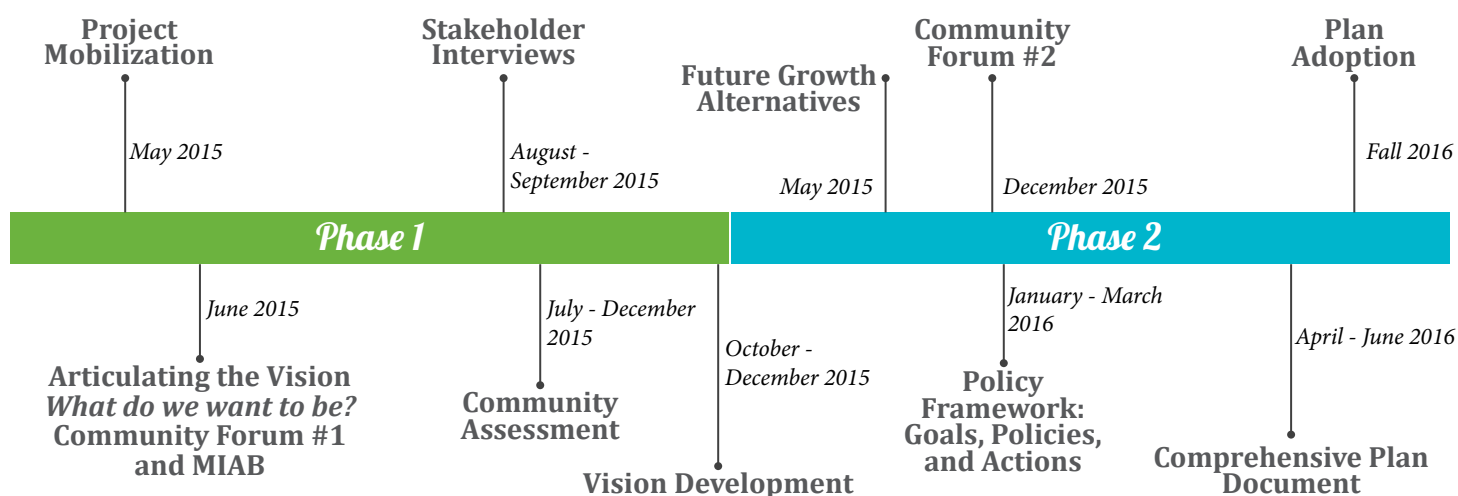 Project
Mobilization
May 2015
Stakeholder
Interviews
August -
September 2015
Future Growth
Alternatives
May 2015
Community
Forum #2
December 2015
Plan
Adoption
Fall 2016
Phase 1
Phase 2
June 2015
Articulating the Vision
What do we want to be?
Community Forum #1
and MIAB
July - December
2015
Community
Assessment
October -
December 2015
Vision Development
January - March
2016
Policy
Framework:
Goals, Policies,
and Actions
April - June 2016
Comprehensive Plan
Document